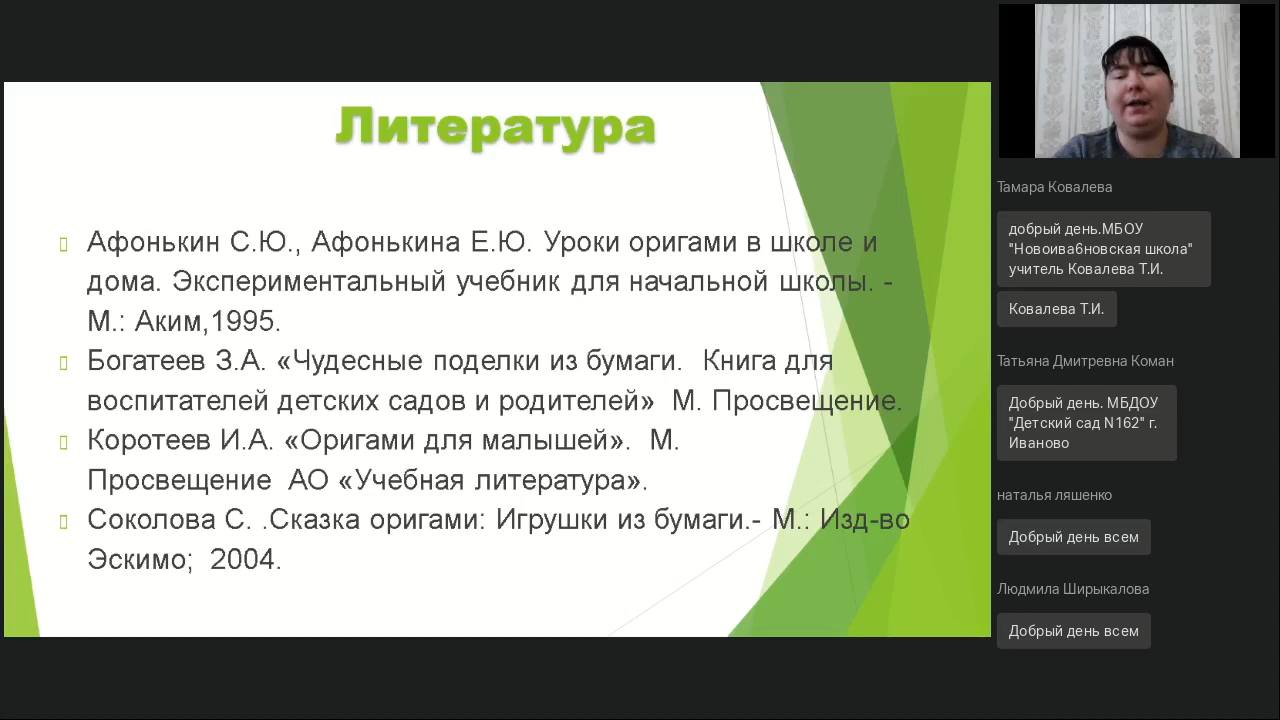 Литература
Афонькин С.Ю., Афонькина Е.Ю. Уроки оригами в школе и
дома. Экспериментальный учебник для начальной школы. -
М.: Аким,1995.
Богатеев З.А. «Чудесные поделки из бумаги. Книга для
воспитателей детских садов и родителей» М. Просвещение.
Коротеев И.А. «Оригами для малышей». М.
Просвещение АО «Учебная литература».
Соколова С. .Сказка оригами: Игрушки из бумаги.- М.: Изд-во
Эскимо; 2004.
Тамара Ковалева
добрый день.МБОУ
"Новоива6новская школа"
учитель Ковалева Т.И.
Ковалева Т.И.
Татьяна Дмитревна Коман
Добрый день. МБДОУ
"Детский сад N162" г.
Иваново
наталья ляшенко
Добрый день всем
Людмила Ширыкалова
Добрый день всем